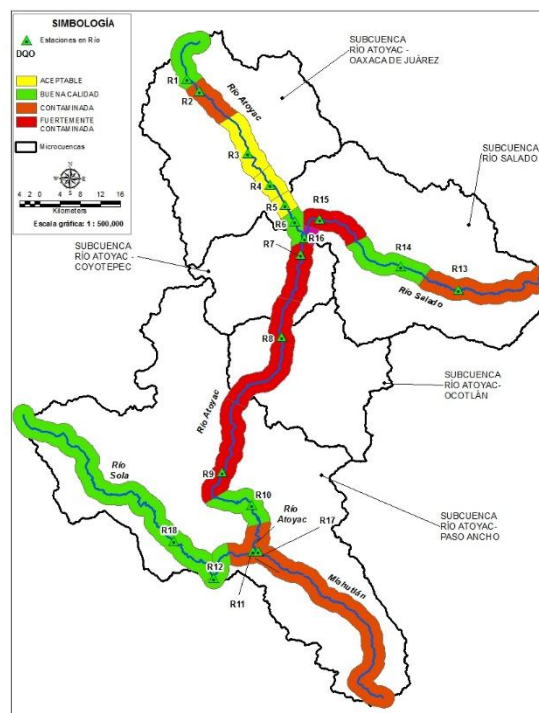 SIMBOLOGÍA
Estaciones en Río
DQO
ACEPTABLE
BUENA CALIDAD
CONTAMINADA
FUERTEMENTE
CONTAMINADA
Microcuencas
4 2 0 4 8 12 16
Kilometers
Escala gráfica: 1 : 500,000
SUBCUENCA
RÍO ATOYAC -
OAXACA DE JUÁREZ
R1
R2
Río Atoyac
R3
R4
R5
R6
SUBCUENCA
RÍO SALADO
R15
R16
R14
R13
Río Salado
SUBCUENCA
RÍO ATOYAC -
COYOTEPEC
R7
R8
SUBCUENCA
RÍO ATOYAC-
OCOTLÁN
Río Atoyac
R9
Río
Sola
R10
Río
Atoyac
R17
SUBCUENCA
RÍO ATOYAC-
PASO ANCHO
R18
R12
R11
Miahutlán